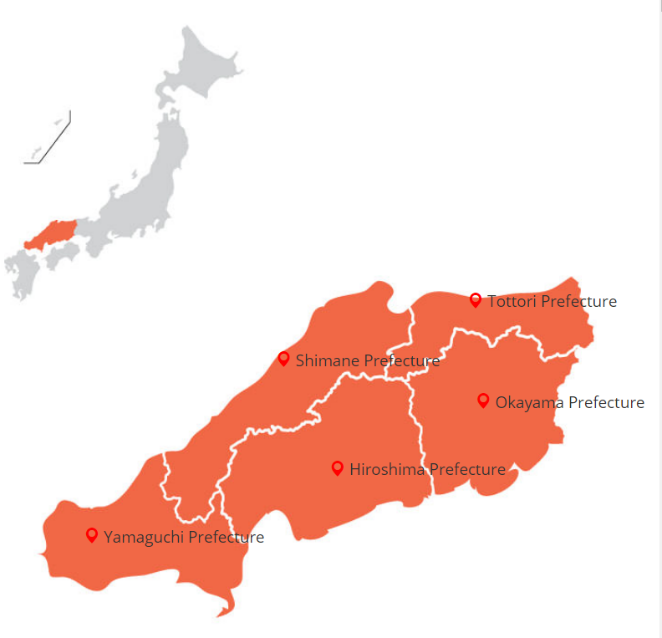 Tottori Prefecture
Shimane Prefecture
Okayama Prefecture
Hiroshima Prefecture
Yamaguchi Prefecture